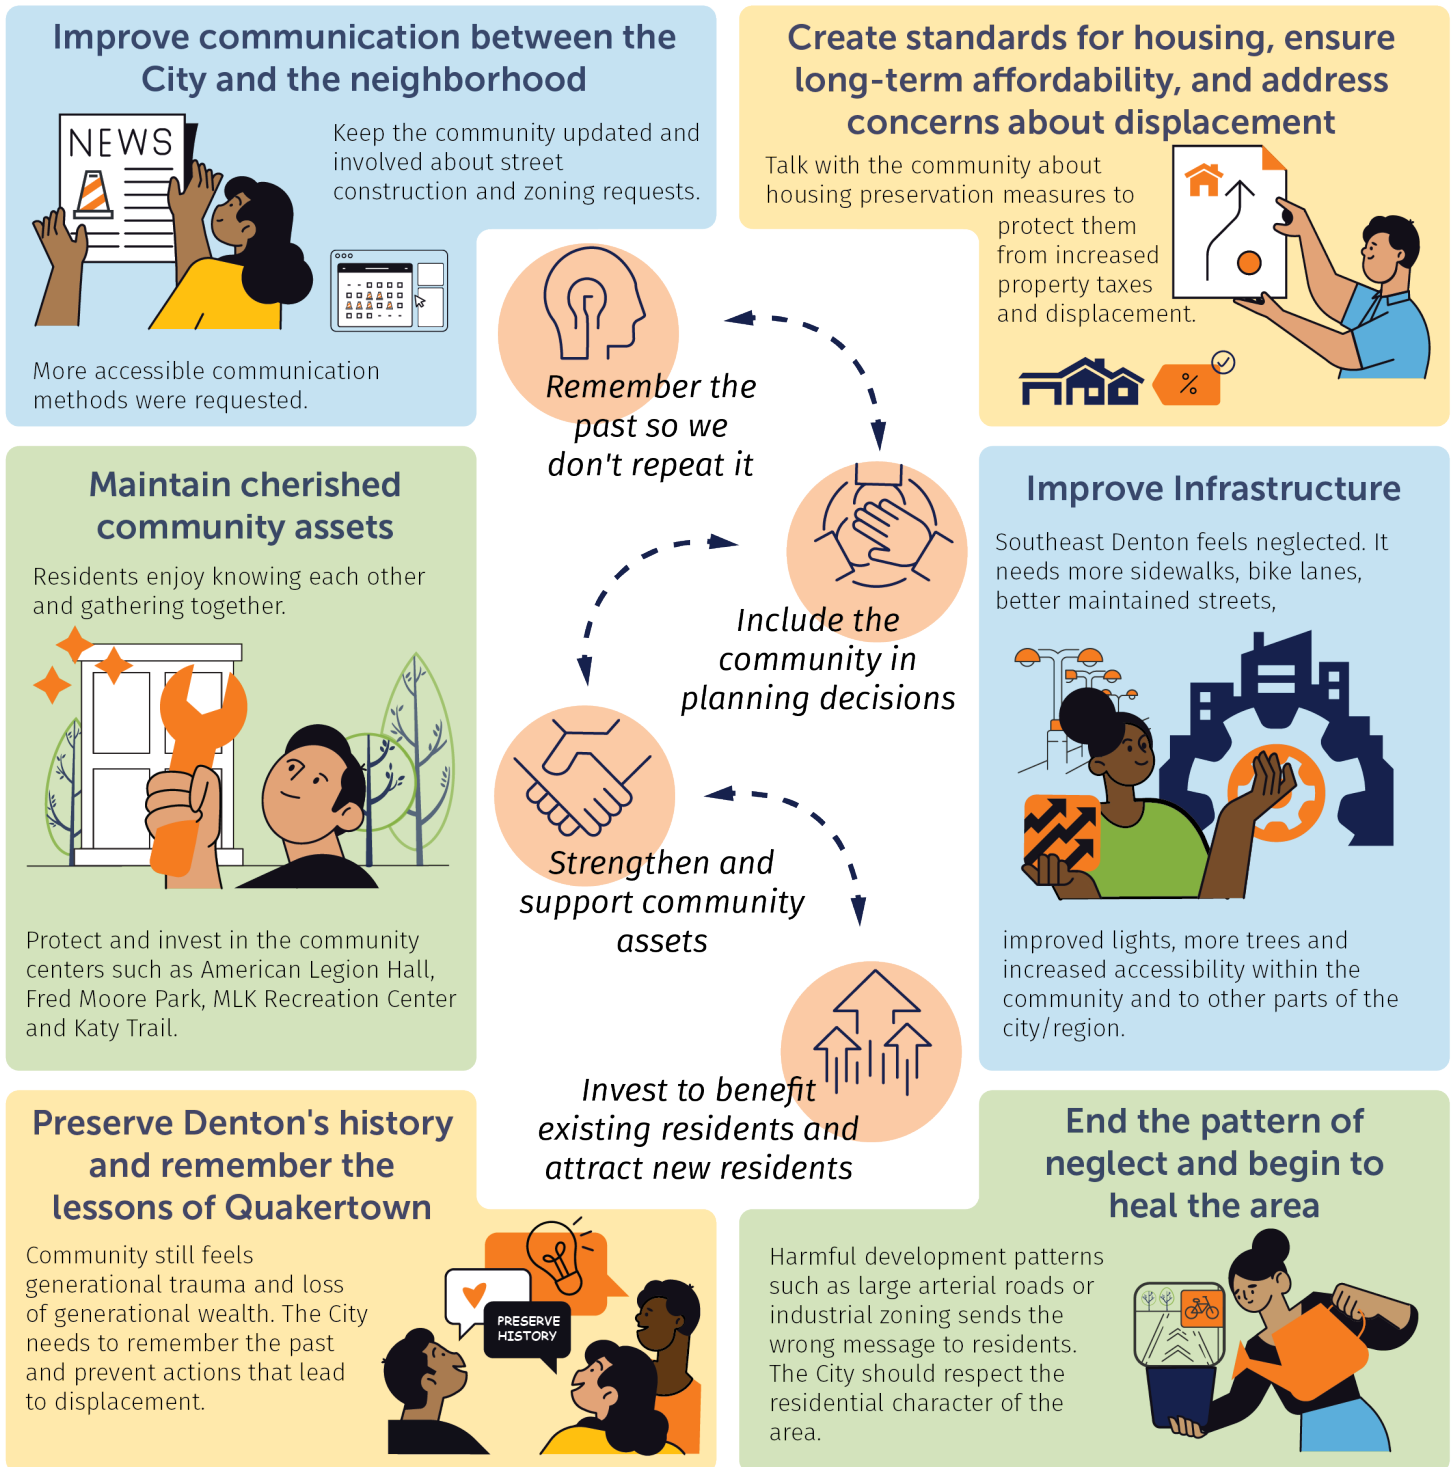 Improve communication between the
City and the neighborhood
NEWS
Keep the community updated and
involved about street
construction and zoning requests.
More accessible communication
methods were requested.
Create standards for housing, ensure
long-term affordability, and address
concerns about displacement
Talk with the community about
housing preservation measures to
protect them
from increased
property taxes
and displacement.
%
Remember the
past so we
don't repeat it
Include the
community in
planning decisions
Strengthen and
support community
assets
Invest to benefit
existing residents and
attract new residents
Maintain cherished
community assets
Residents enjoy knowing each other
and gathering together.
Protect and invest in the community
centers such as American Legion Hall,
Fred Moore Park, MLK Recreation Center
and Katy Trail.
Improve Infrastructure
Southeast Denton feels neglected. It
needs more sidewalks, bike lanes,
better maintained streets,
improved lights, more trees and
increased accessibility within the
community and to other parts of the
city/region.
Preserve Denton's history
and remember the
lessons of Quakertown
Community still feels
generational trauma and loss
of generational wealth. The City
needs to remember the past
and prevent actions that lead
to displacement.
PRESERVE
HISTORY
End the pattern of
neglect and begin to
heal the area
Harmful development patterns
such as large arterial roads or
industrial zoning sends the
wrong message to residents.
The City should respect the
residential character of the
area.